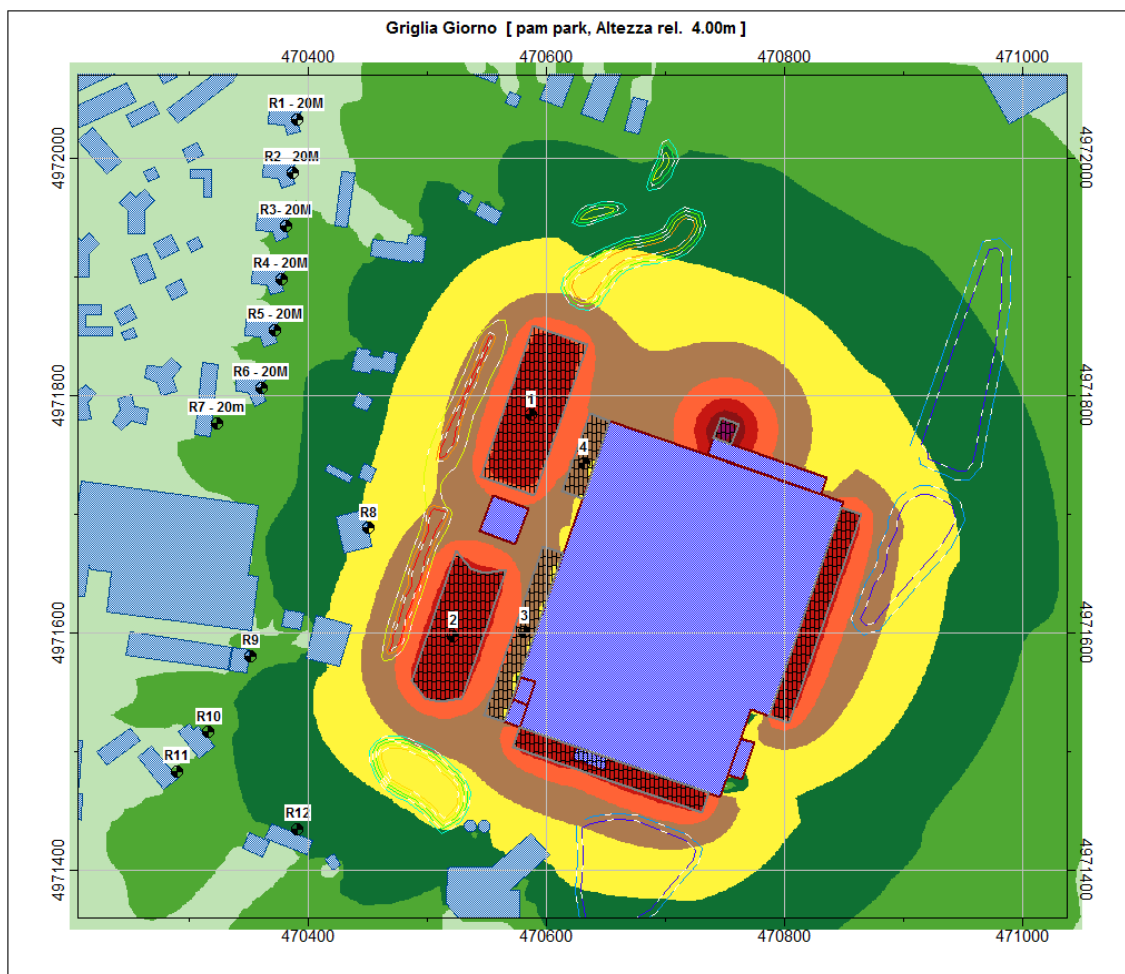 Griglia Giorno [ pam park, Altezza rel. 4.00m ]
470400 470600 470800 471000
R1 - 20M
4972000 4972000
R2 - 20M
R3- 20M
R4 - 20M
R5 - 20M
R6 - 20M
4971800 4971800
R7 - 20m
1
4
R8
4971600 4971600
2
3
R9
R10
R11
R12
4971400 4971400
470400 470600 470800 471000